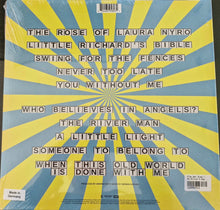 THE ROSE OF LAURA NYRO
LITTLE RICHARD'S BIBLE
SWING FOR THE FENCES
NEVER TOO LATE
YOU WITHOUT ME
WHO BELIEVES IN ANGELS?
THE RIVER MAN
A LITTLE LIGHT
SOMEONE TO BELONG TO
WHEN THIS OLD WORLD
IS DONE WITH ME
Made in
Germany